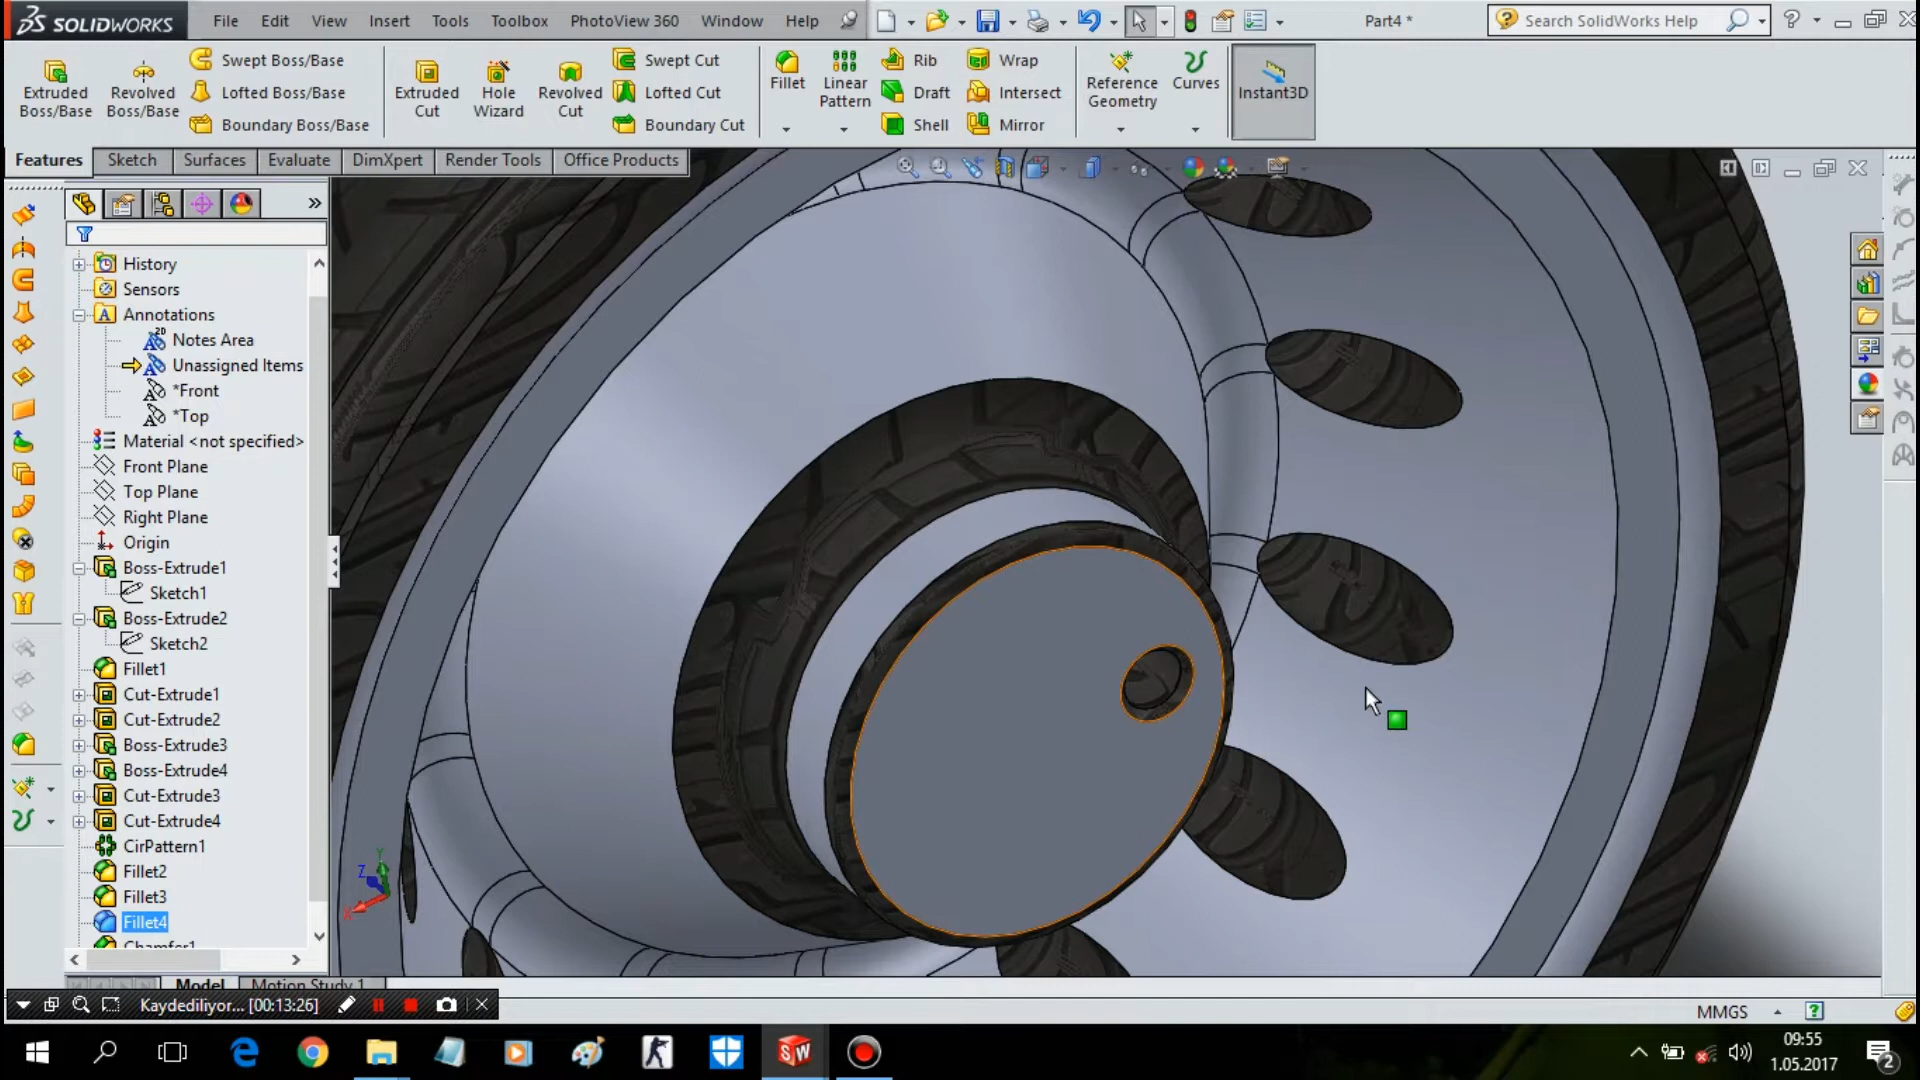 SOLIDWORKS File Edit View Insert Tools Toolbox PhotoView 360 Window Help Part4 * Search SolidWorks Help
Extruded Boss/Base
Revolved Boss/Base
Swept Boss/Base
Lofted Boss/Base
Boundary Boss/Base
Extruded Cut
Hole Wizard
Revolved Cut
Swept Cut
Lofted Cut
Boundary Cut
Fillet
Linear Pattern
Rib
Draft
Shell
Wrap
Intersect
Mirror
Reference Geometry
Curves
Instant3D
Features Sketch Surfaces Evaluate DimXpert Render Tools Office Products
History
Sensors
Annotations
Notes Area
Unassigned Items
*Front
*Top
Material <not specified>
Front Plane
Top Plane
Right Plane
Origin
Boss-Extrude1
Sketch1
Boss-Extrude2
Sketch2
Fillet1
Cut-Extrude1
Cut-Extrude2
Boss-Extrude3
Boss-Extrude4
Cut-Extrude3
Cut-Extrude4
CirPattern1
Fillet2
Fillet3
Fillet4
Chamfer1
Y
Z
X
Model Motion Study 1
Kaydediliyor... [00:13:26]
MMGS
09:55
1.05.2017
2